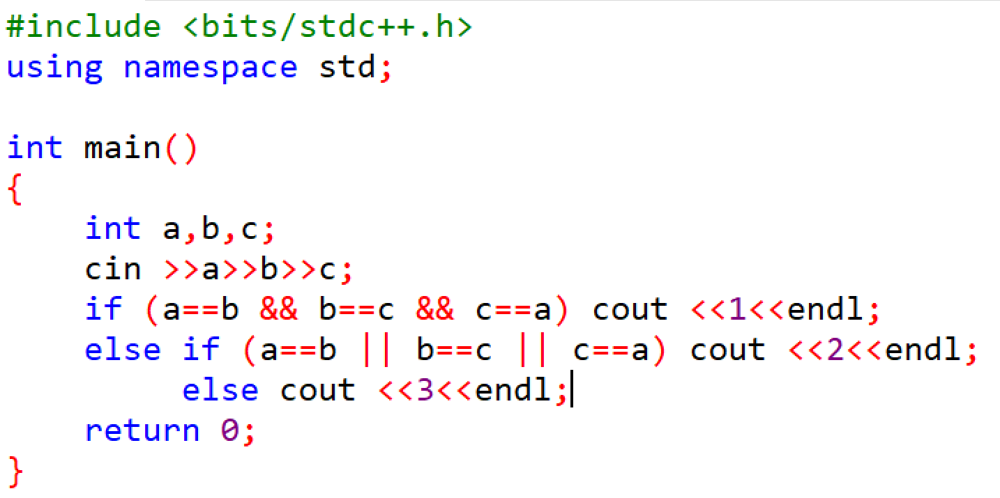 #include <bits/stdc++.h>
using namespace std;

int main()
{
    int a,b,c;
    cin >>a>>b>>c;
    if (a==b && b==c && c==a) cout <<1<<endl;
    else if (a==b || b==c || c==a) cout <<2<<endl;
         else cout <<3<<endl;
    return 0;
}